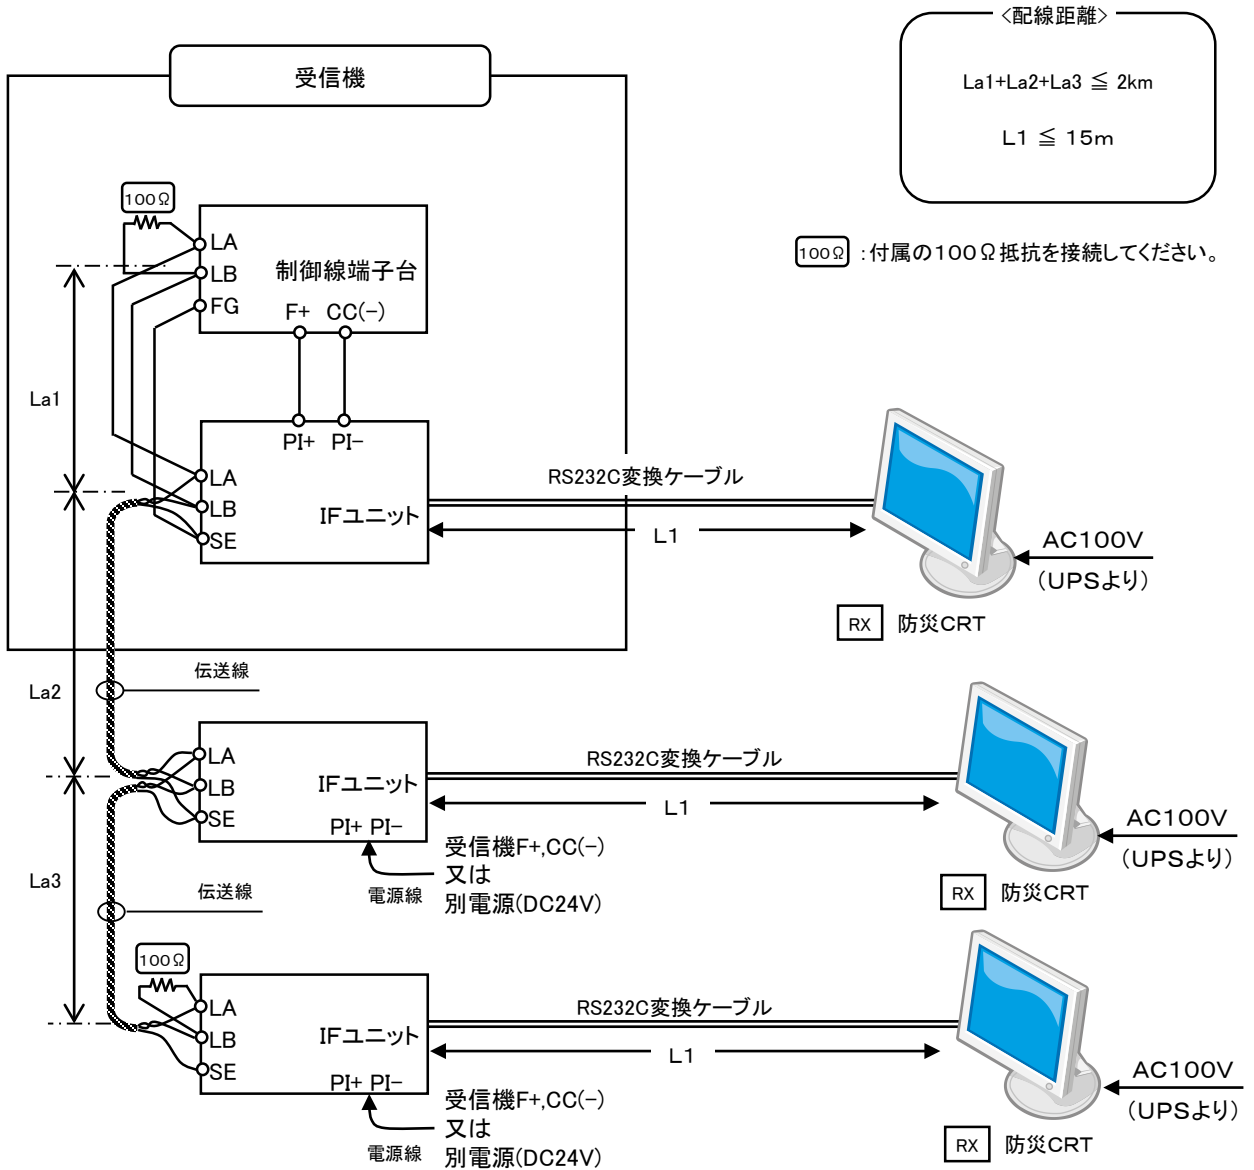 〈配線距離〉
La1+La2+La3 ≦ 2km
L1 ≦ 15m
受信機
100Ω
LA
LB
FG
制御線端子台
F+ CC(-)
100Ω :付属の100Ω抵抗を接続してください。
La1
PI+ PI-
LA
LB
SE
IFユニット
RS232C変換ケーブル
L1
AC100V
(UPSより)
RX 防災CRT
La2
伝送線
LA
LB
SE
IFユニット
PI+ PI-
RS232C変換ケーブル
L1
AC100V
(UPSより)
RX 防災CRT
電源線
受信機F+,CC(-)
又は
別電源(DC24V)
La3
伝送線
100Ω
LA
LB
SE
IFユニット
PI+ PI-
RS232C変換ケーブル
L1
AC100V
(UPSより)
RX 防災CRT
電源線
受信機F+,CC(-)
又は
別電源(DC24V)